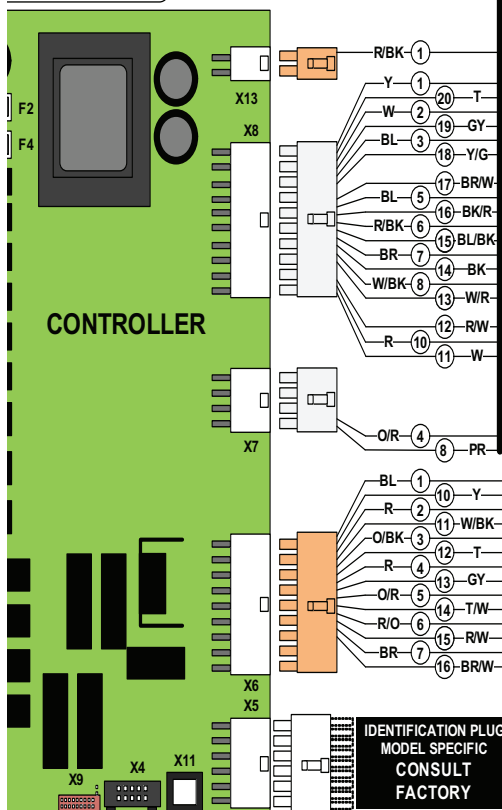 R/BK 1
X13
Y 1
20 T
F2
W 2
X8
19 GY
F4
BL 3
18 Y/G
17 BR/W
BL 5
16 BK/R
R/BK 6
15 BL/BK
BR 7
14 BK
W/BK 8
13 W/R
CONTROLLER
12 R/W
R 10
11 W
O/R 4
X7
8 PR
BL 1
10 Y
R 2
11 W/BK
O/BK 3
12 T
R 4
13 GY
O/R 5
14 T/W
R/O 6
15 R/W
BR 7
16 BR/W
X6
X5
IDENTIFICATION PLUG
MODEL SPECIFIC
CONSULT
FACTORY
X9
X4
X11